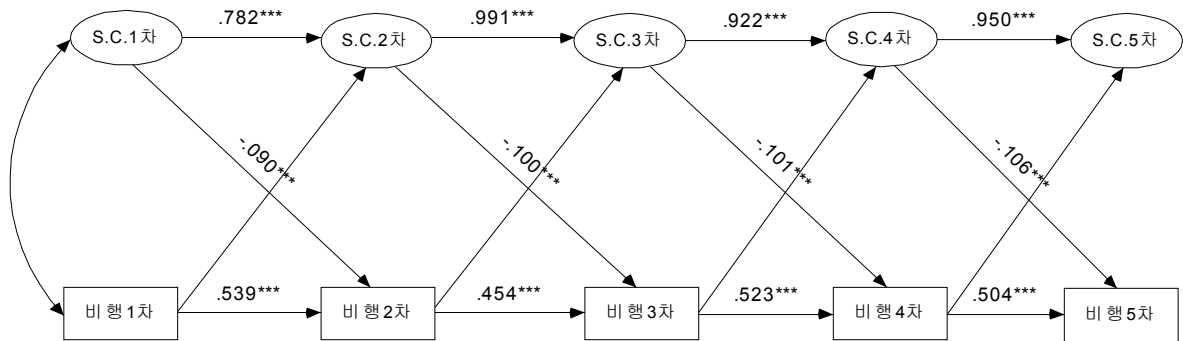 .782***
.991***
.922***
.950***
S.C.1차
S.C.2차
S.C.3차
S.C.4차
S.C.5차
-.090***
-.100***
-.101***
-.106***
.539***
.454***
.523***
.504***
비행1차
비행2차
비행3차
비행4차
비행5차